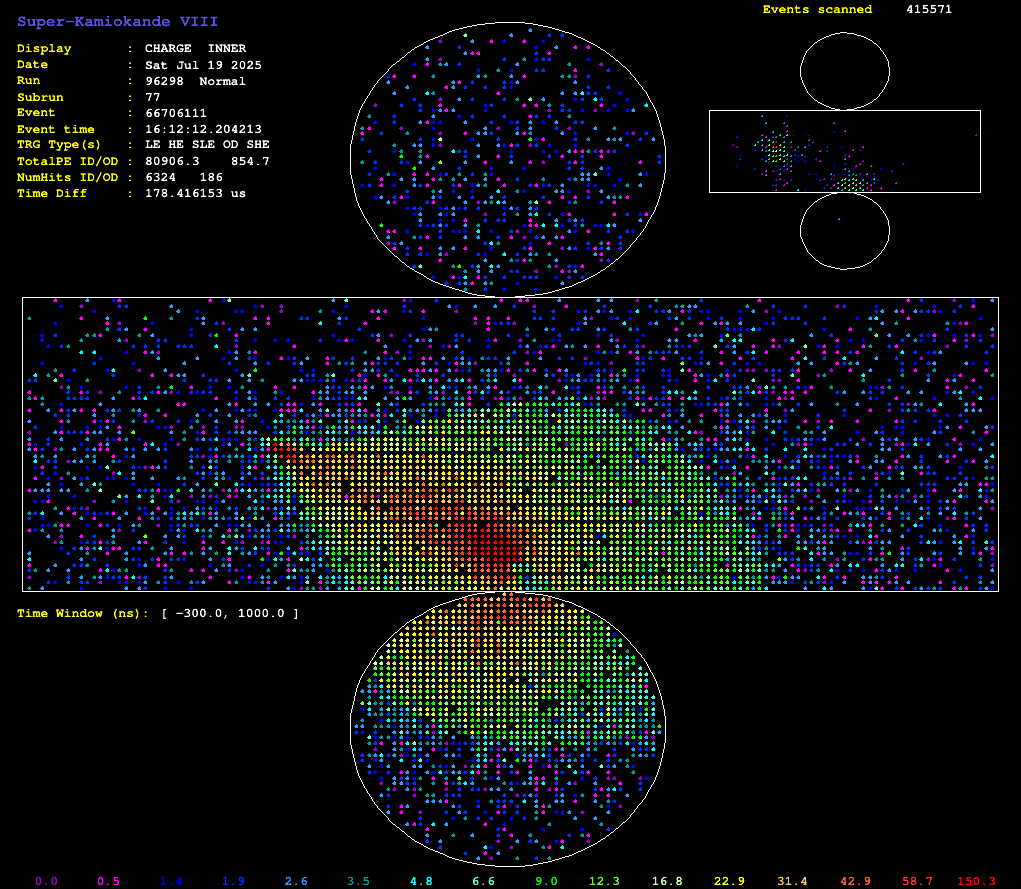 Super-Kamiokande VIII
Events scanned 415571
Display : CHARGE INNER
Date : Sat Jul 19 2025
Run : 96298 Normal
Subrun : 77
Event : 66706111
Event time : 16:12:12.204213
TRG Type(s) : LE HE SLE OD SHE
TotalPE ID/OD : 80906.3 854.7
NumHits ID/OD : 6324 186
Time Diff : 178.416153 us
Time Window (ns): [ -300.0, 1000.0 ]
0.0 0.5 1.4 1.9 2.6 3.5 4.8 6.6 9.0 12.3 16.8 22.9 31.4 42.9 58.7 150.3